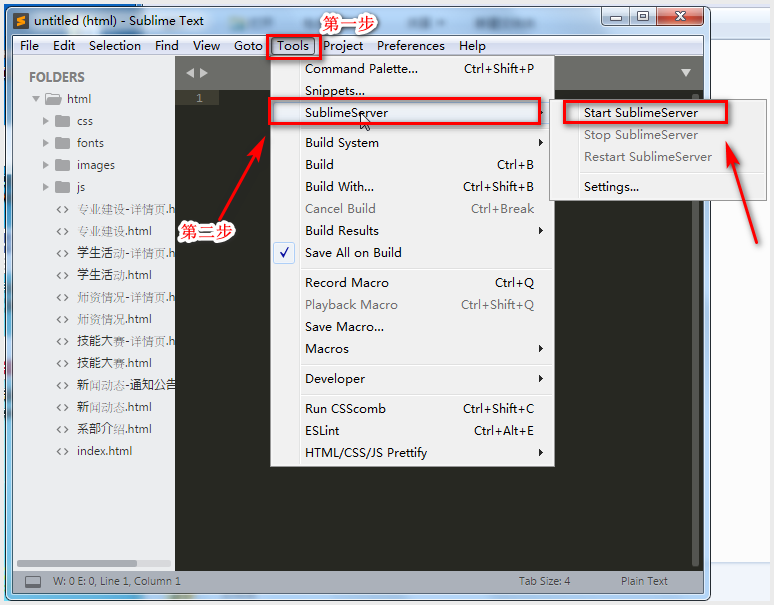 untitled (html) - Sublime Text
第一步
File Edit Selection Find View Goto Tools Project Preferences Help
FOLDERS
html
css
fonts
images
js
专业建设-详情页.h
专业建设.html
学生活动-详情页.h
学生活动.html
师资情况-详情页.h
师资情况.html
技能大赛-详情页.h
技能大赛.html
新闻动态-通知公告
新闻动态.html
系部介绍.html
index.html
1
Command Palette... Ctrl+Shift+P
Snippets...
SublimeServer
Build System
Build Ctrl+B
Build With... Ctrl+Shift+B
Cancel Build Ctrl+Break
Build Results
Save All on Build
Record Macro Ctrl+Q
Playback Macro Ctrl+Shift+Q
Save Macro...
Macros
Developer
Run CSScomb Ctrl+Shift+C
ESLint Ctrl+Alt+E
HTML/CSS/JS Prettify
第二步
Start SublimeServer
Stop SublimeServer
Restart SublimeServer
Settings...
W: 0 E: 0, Line 1, Column 1 Tab Size: 4 Plain Text